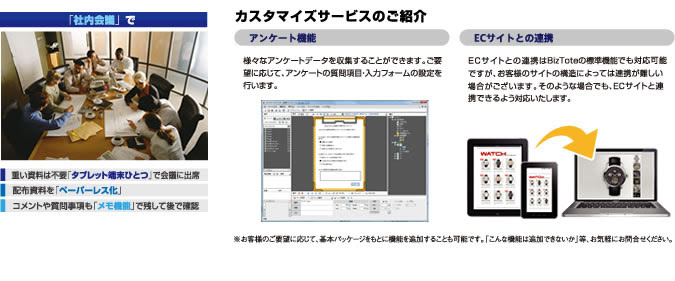 「社内会議」で
重い資料は不要「タブレット端末ひとつ」で会議に出席
配布資料を「ペーパーレス化」
コメントや質問事項も「メモ機能」で残して後で確認
カスタマイズサービスのご紹介
アンケート機能
様々なアンケートデータを収集することができます。ご要
望に応じて、アンケートの質問項目・入力フォームの設定を
行います。
ECサイトとの連携
ECサイトとの連携はBizToteの標準機能でも対応可能
ですが、お客様のサイトの構造によっては連携が難しい
場合がございます。そのような場合でも、ECサイトと連
携できるよう対応いたします。
WATCH
WATCH
※お客様のご要望に応じて、基本パッケージをもとに機能を追加することも可能です。「こんな機能は追加できないか」等、お気軽にお問合せください。